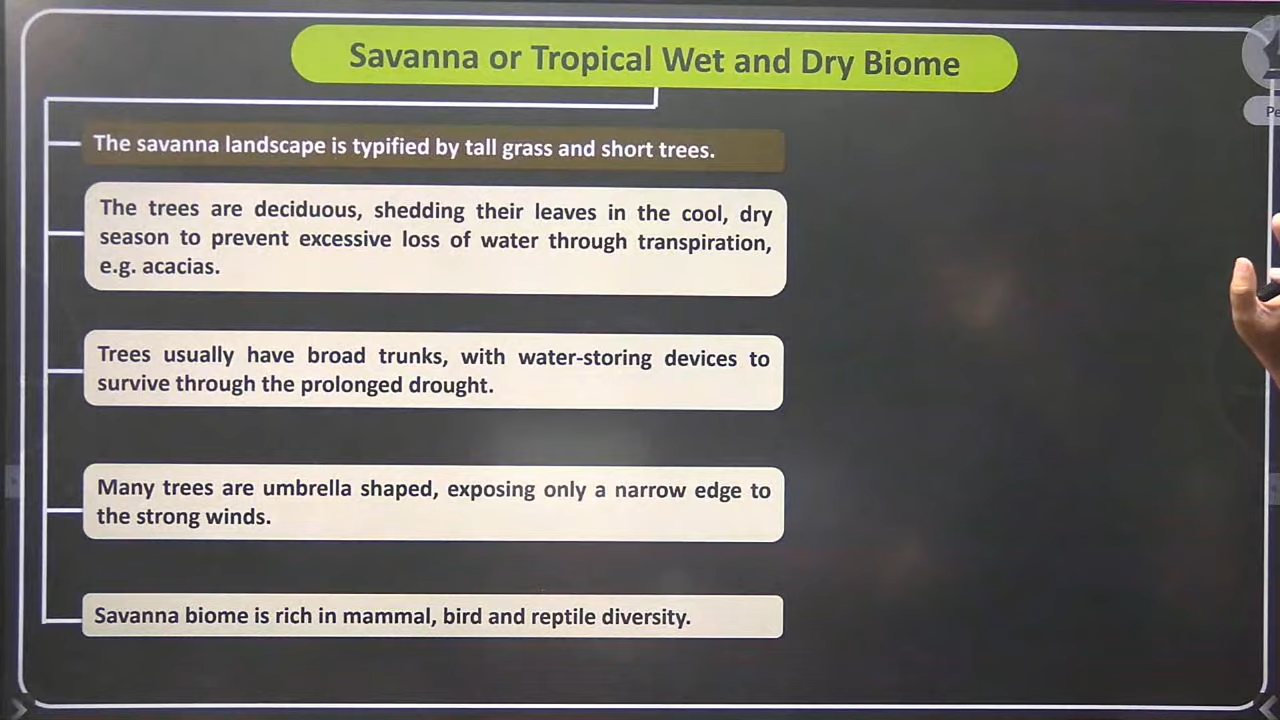 Savanna or Tropical Wet and Dry Biome
The savanna landscape is typified by tall grass and short trees.
The trees are deciduous, shedding their leaves in the cool, dry
season to prevent excessive loss of water through transpiration,
e.g. acacias.
Trees usually have broad trunks, with water-storing devices to
survive through the prolonged drought.
Many trees are umbrella shaped, exposing only a narrow edge to
the strong winds.
Savanna biome is rich in mammal, bird and reptile diversity.